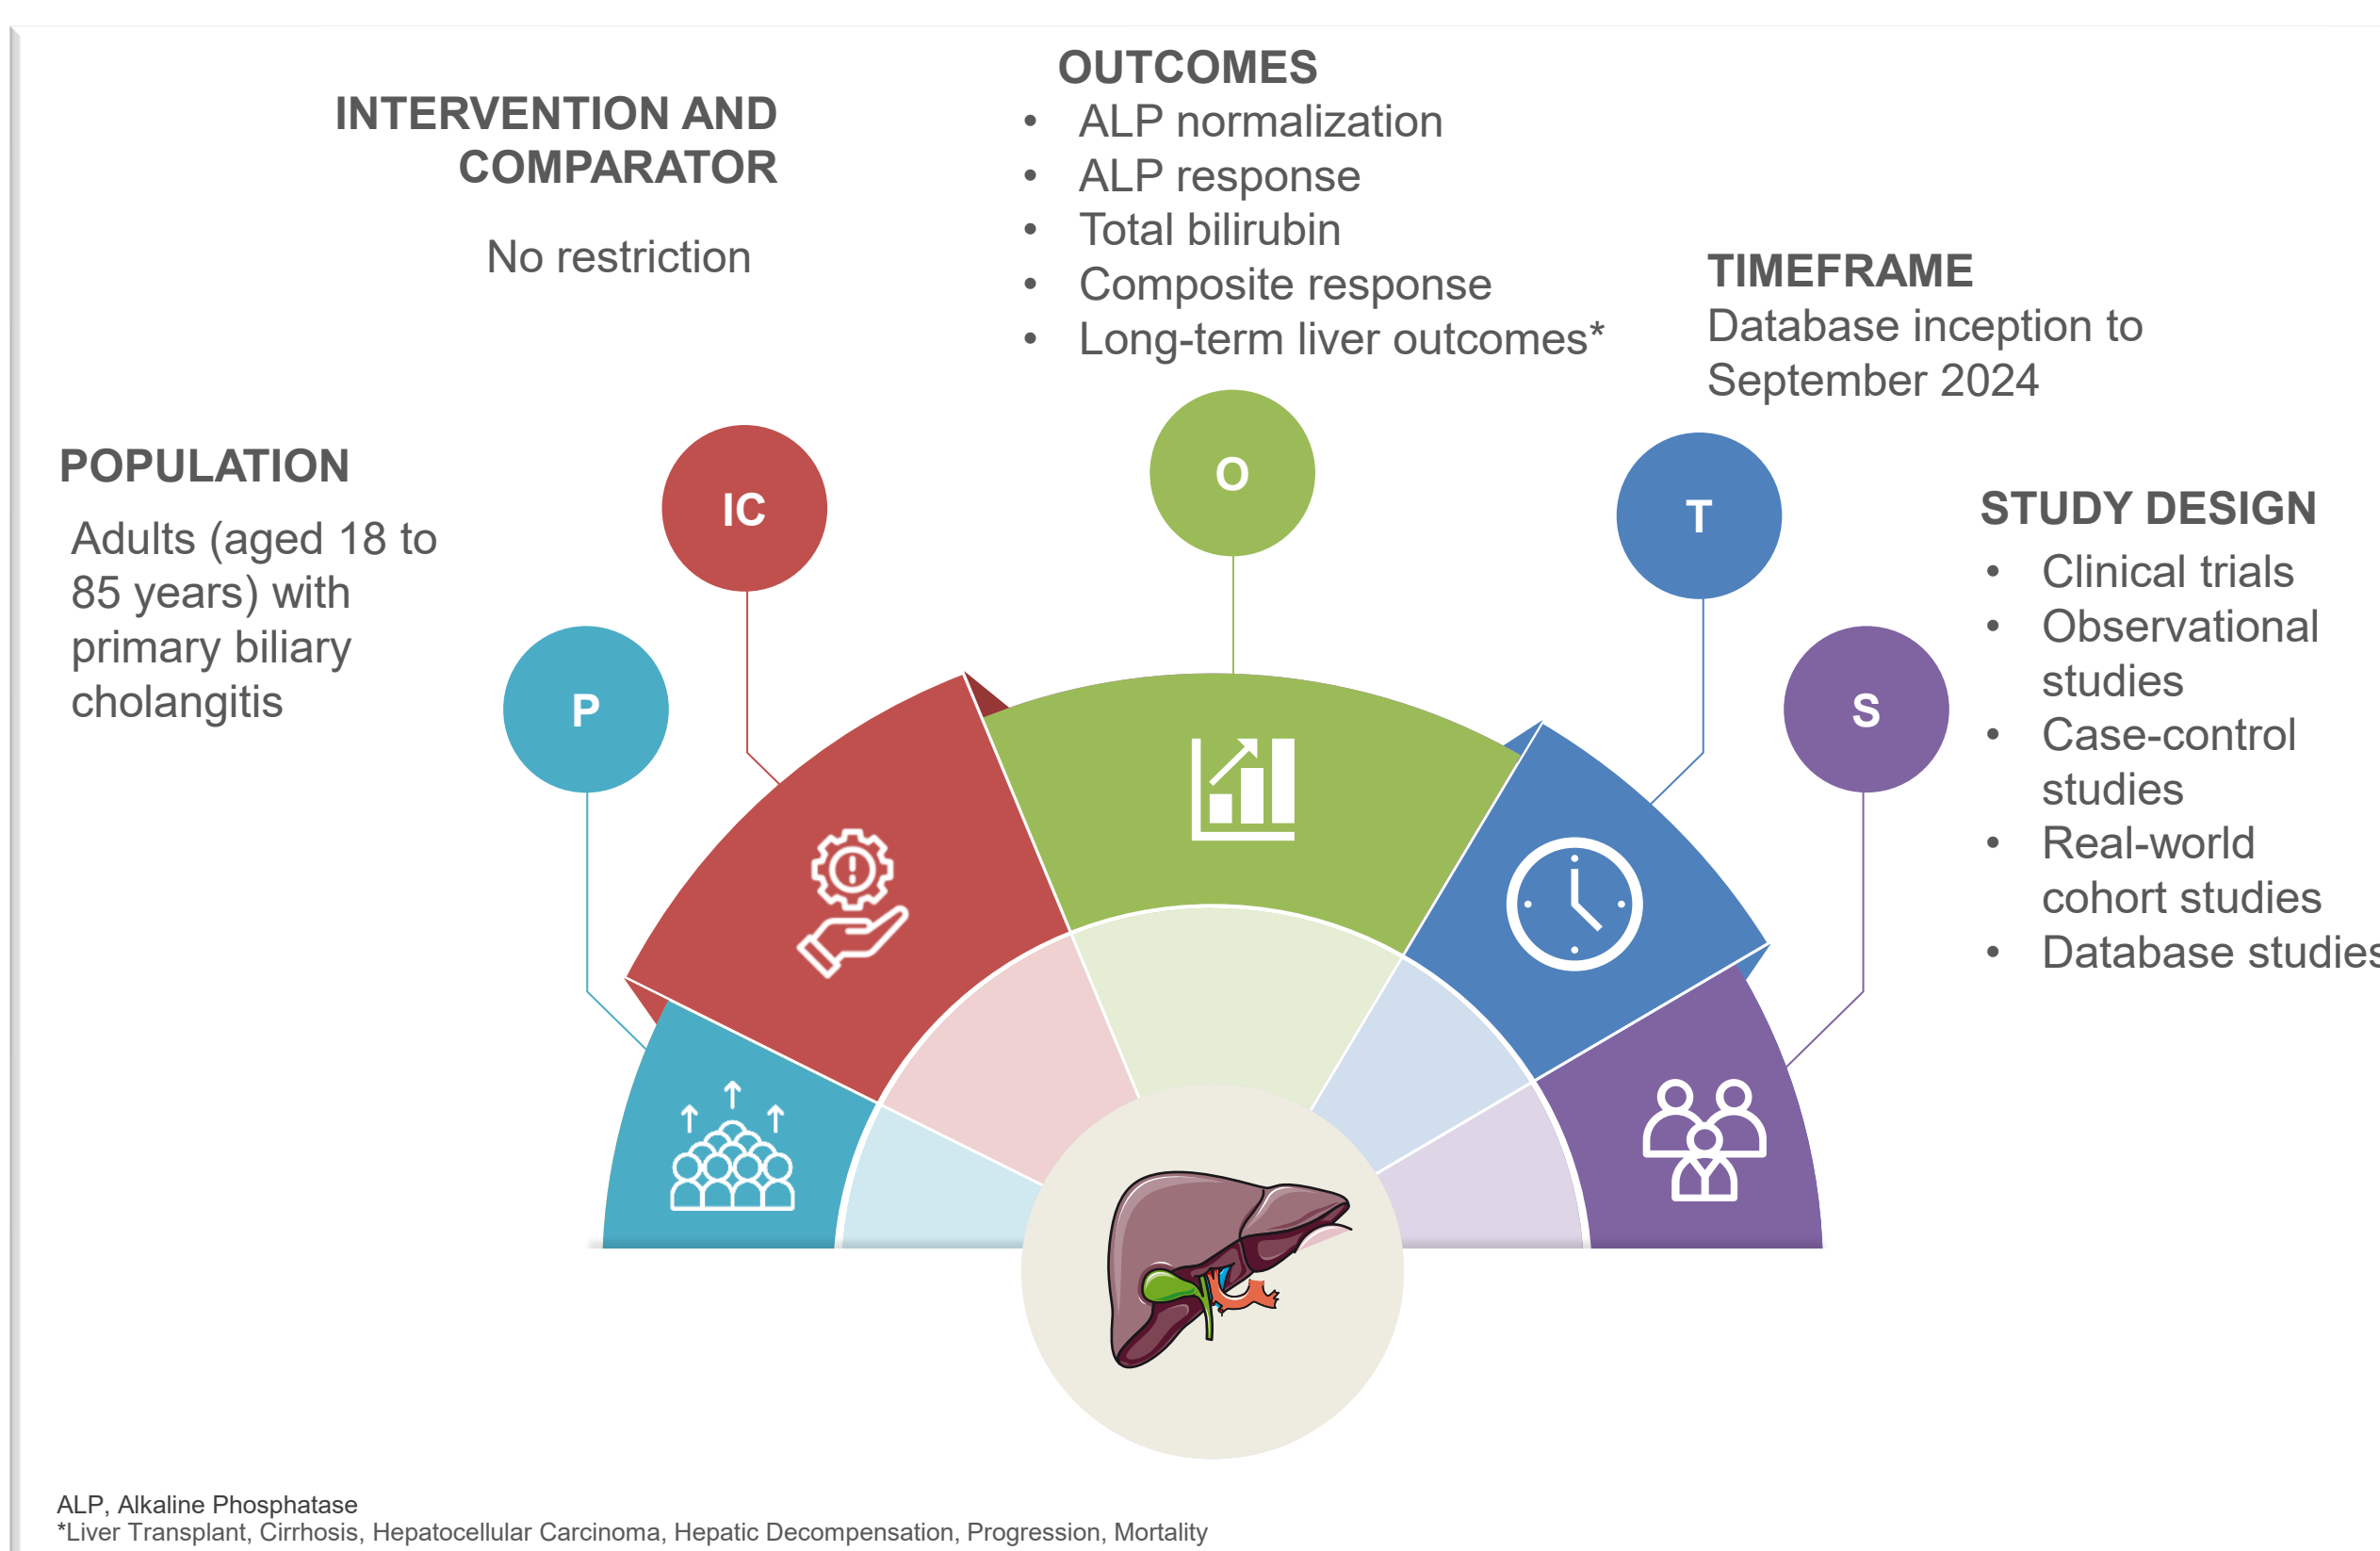 OUTCOMES
• ALP normalization
• ALP response
• Total bilirubin
• Composite response
• Long-term liver outcomes*
INTERVENTION AND
COMPARATOR
No restriction
TIMEFRAME
Database inception to
September 2024
POPULATION
Adults (aged 18 to
85 years) with
primary biliary
cholangitis
STUDY DESIGN
• Clinical trials
• Observational
studies
• Case-control
studies
• Real-world
cohort studies
• Database studies
P
IC
O
T
S
ALP, Alkaline Phosphatase
*Liver Transplant, Cirrhosis, Hepatocellular Carcinoma, Hepatic Decompensation, Progression, Mortality